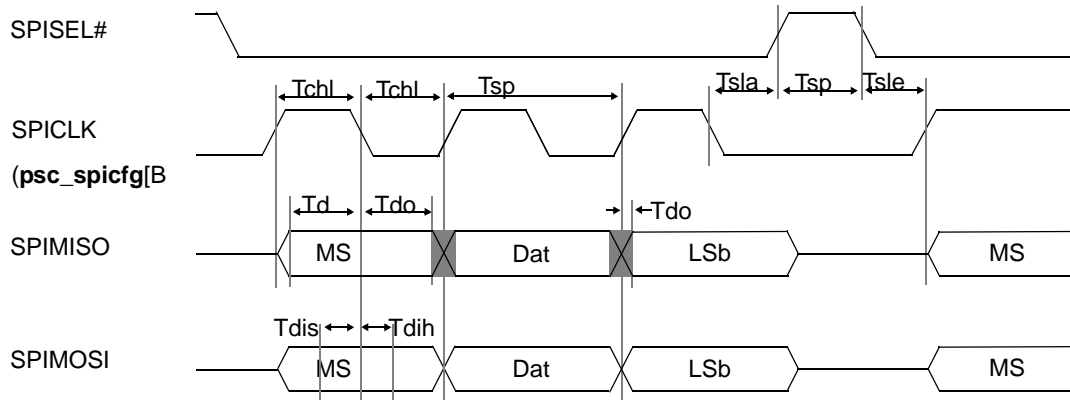 SPISEL#
Tchl Tchl Tsp Tsla Tsp Tsle
SPICLK
(psc_spicfg[B
Td Tdo Tdo
SPIMISO MS Dat LSb MS
Tdis Tdih
SPIMOSI MS Dat LSb MS